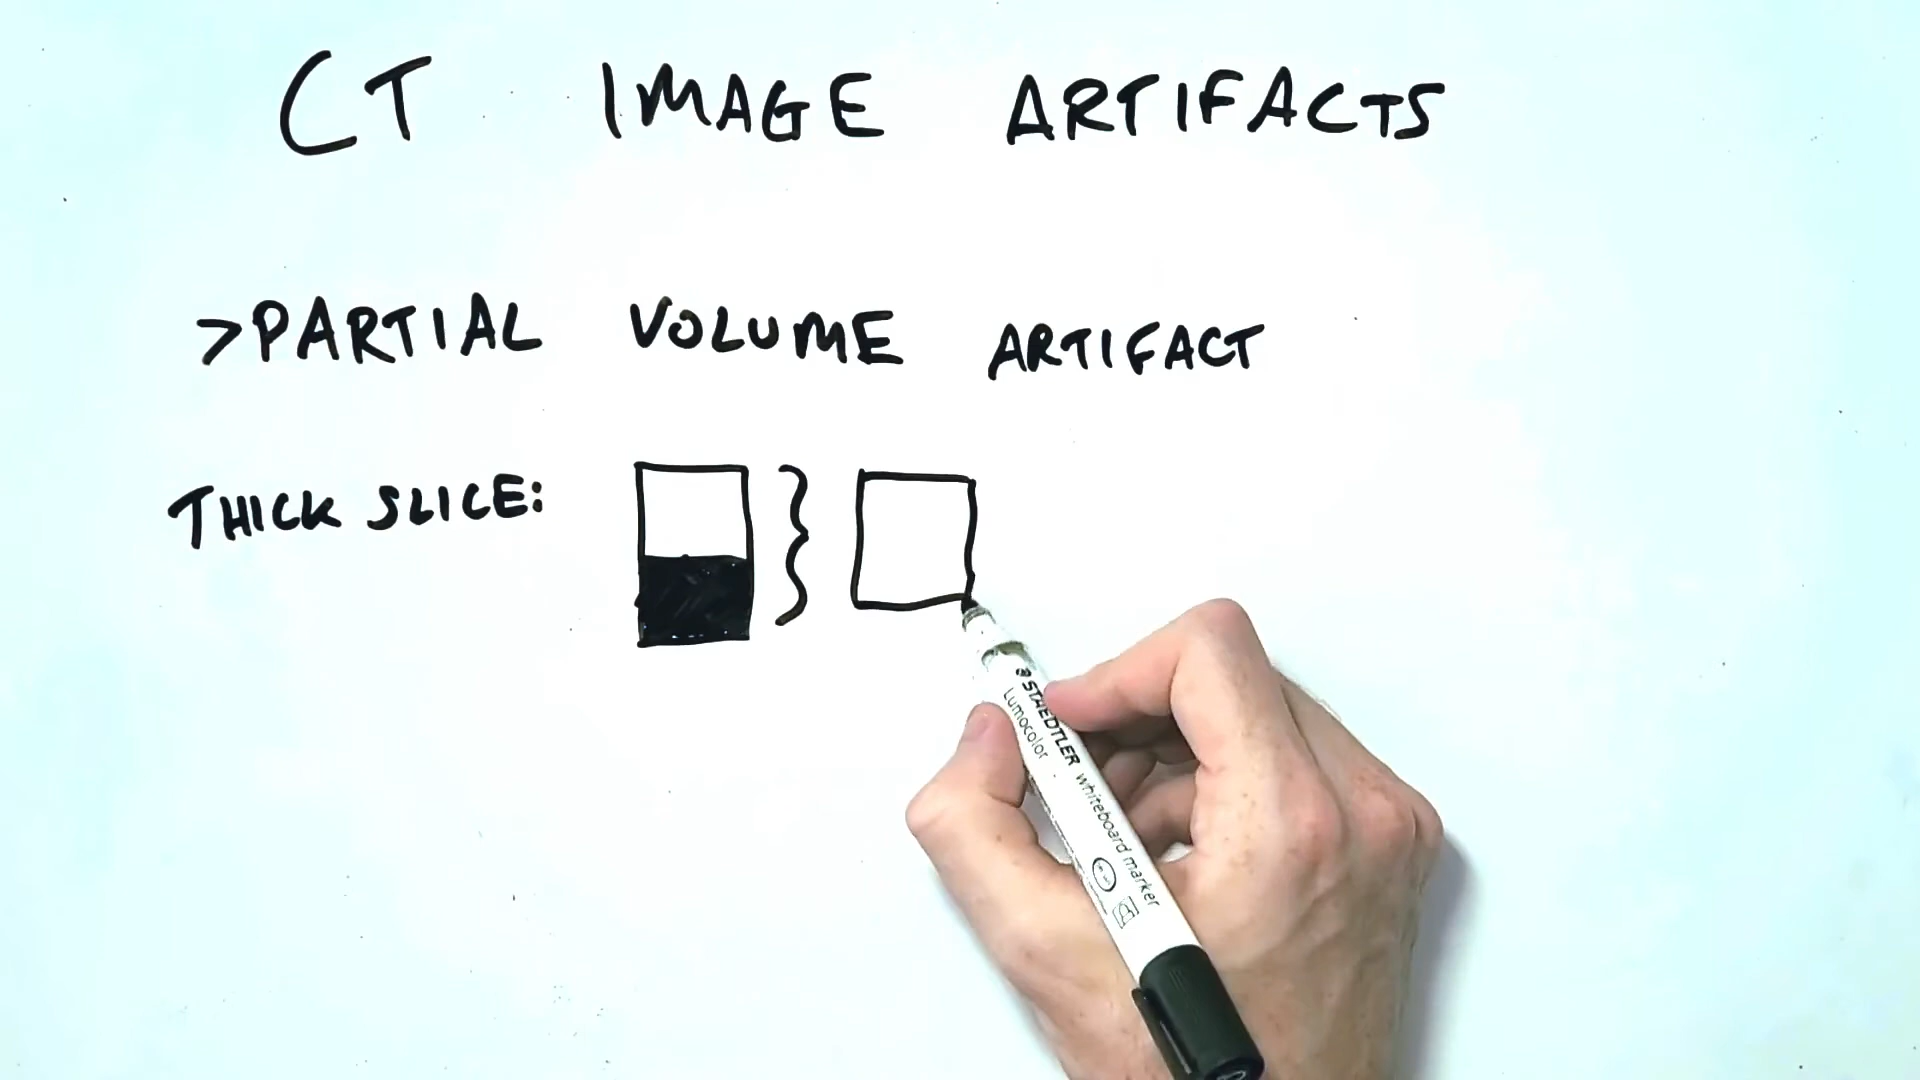 CT IMAGE ARTIFACTS
>PARTIAL VOLUME ARTIFACT
THICK SLICE:
STAEDTLER
Lumocolor whiteboard marker